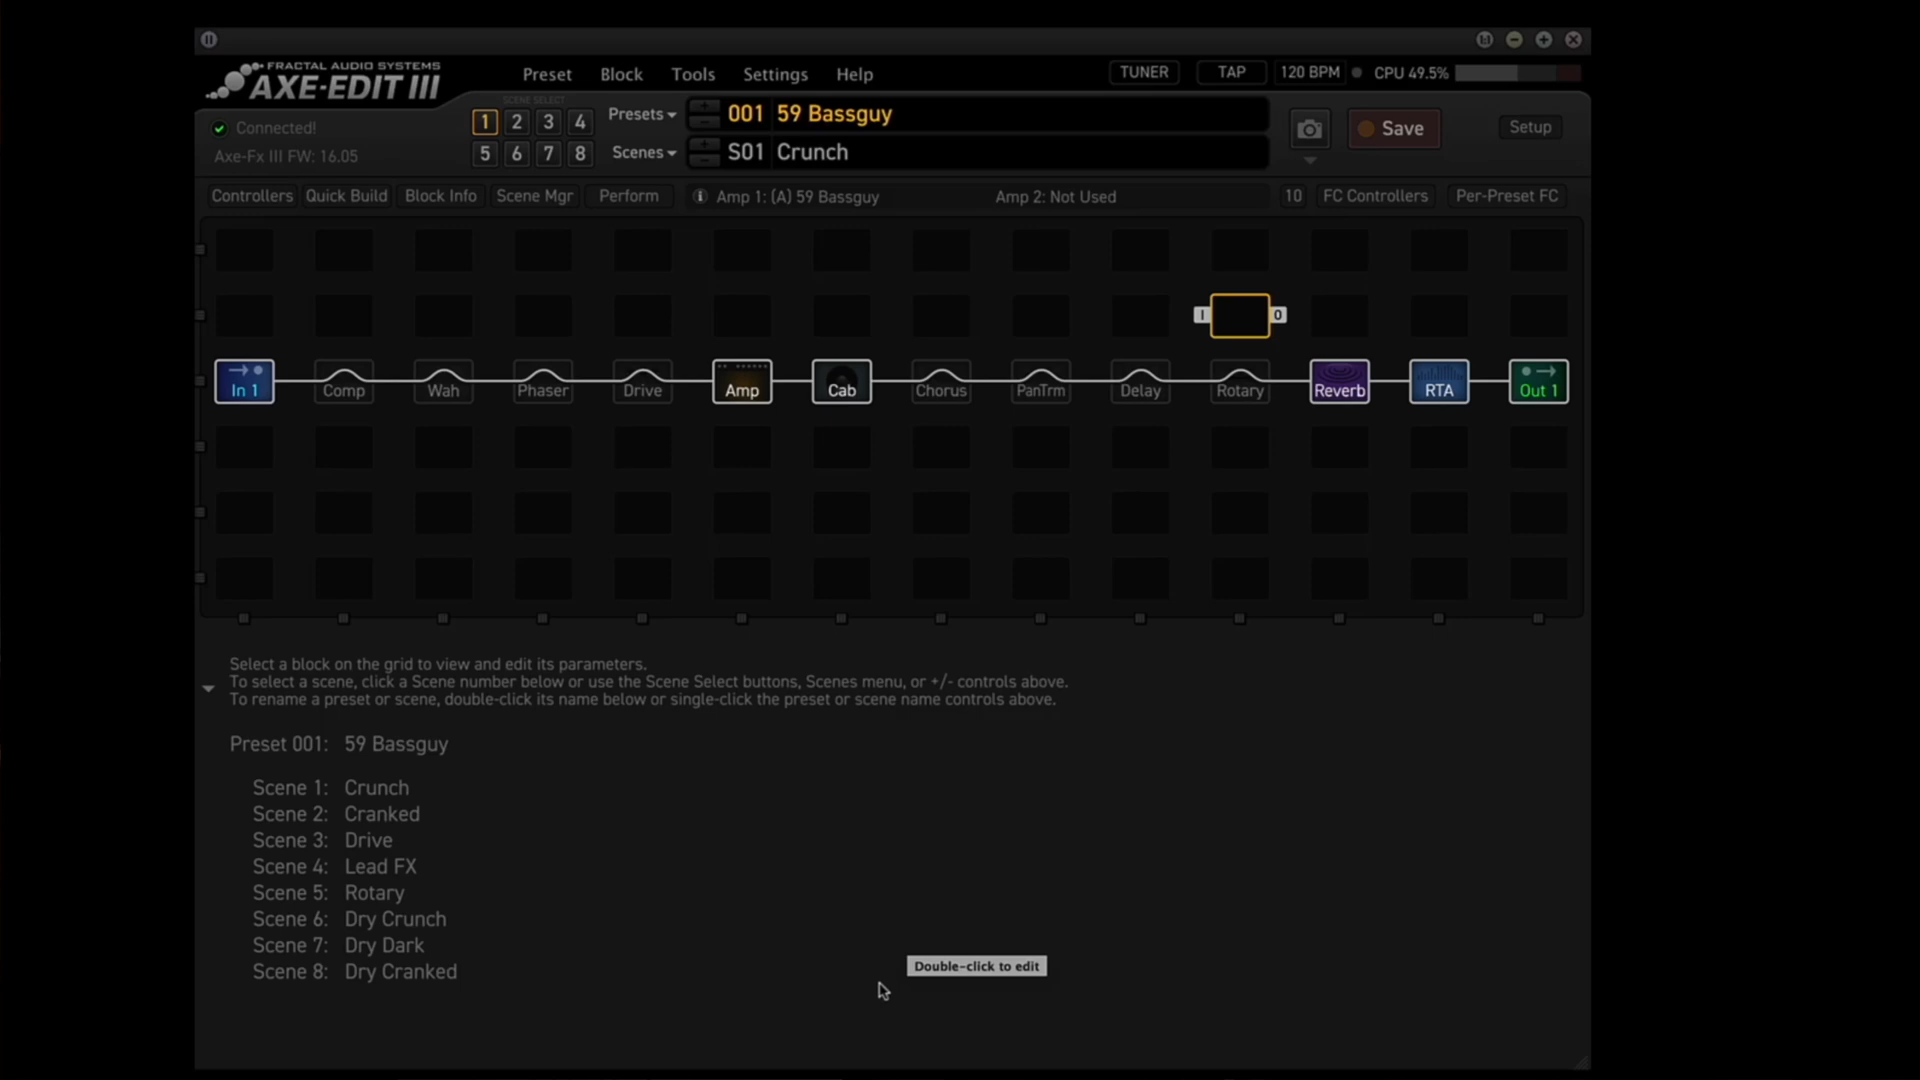 FRACTAL AUDIO SYSTEMS
AXE-EDIT III
Preset
Block
Tools
Settings
Help
TUNER
TAP
120 BPM
CPU 49.5%
SCENE SELECT
1 2 3 4
5 6 7 8
Presets
001 59 Bassguy
Scenes
S01 Crunch
Connected!
Axe-Fx III FW: 16.05
Save
Setup
Controllers
Quick Build
Block Info
Scene Mgr
Perform
Amp 1: (A) 59 Bassguy
Amp 2: Not Used
10
FC Controllers
Per-Preset FC
I
O
In 1
Comp
Wah
Phaser
Drive
Amp
Cab
Chorus
PanTrm
Delay
Rotary
Reverb
RTA
Out 1
Select a block on the grid to view and edit its parameters.
To select a scene, click a Scene number below or use the Scene Select buttons, Scenes menu, or +/- controls above.
To rename a preset or scene, double-click its name below or single-click the preset or scene name controls above.
Preset 001: 59 Bassguy
Scene 1: Crunch
Scene 2: Cranked
Scene 3: Drive
Scene 4: Lead FX
Scene 5: Rotary
Scene 6: Dry Crunch
Scene 7: Dry Dark
Scene 8: Dry Cranked
Double-click to edit